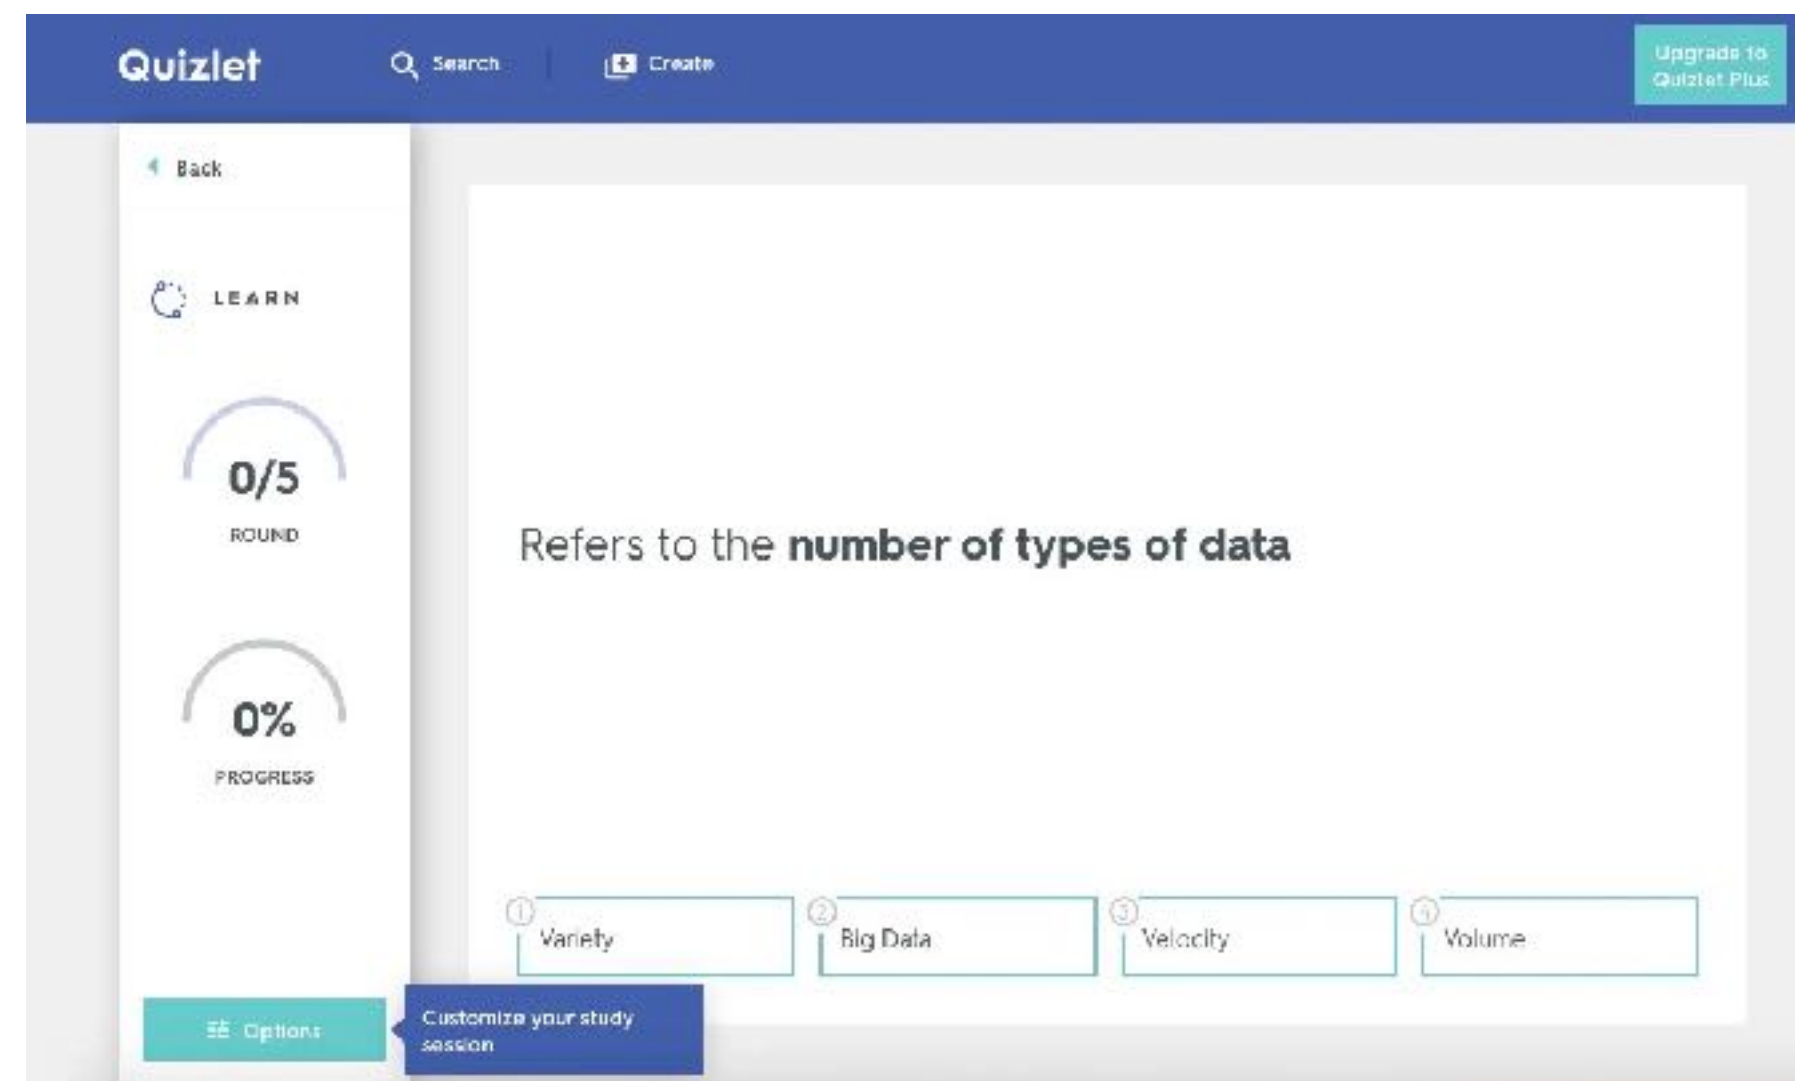 Quizlet
Search
Create
Upgrade to
Quizlet Plus
Back
LEARN
0/5
ROUND
0%
PROGRESS
Refers to the number of types of data
1 Variety
2 Big Data
3 Velocity
4 Volume
Options
Customize your study
session